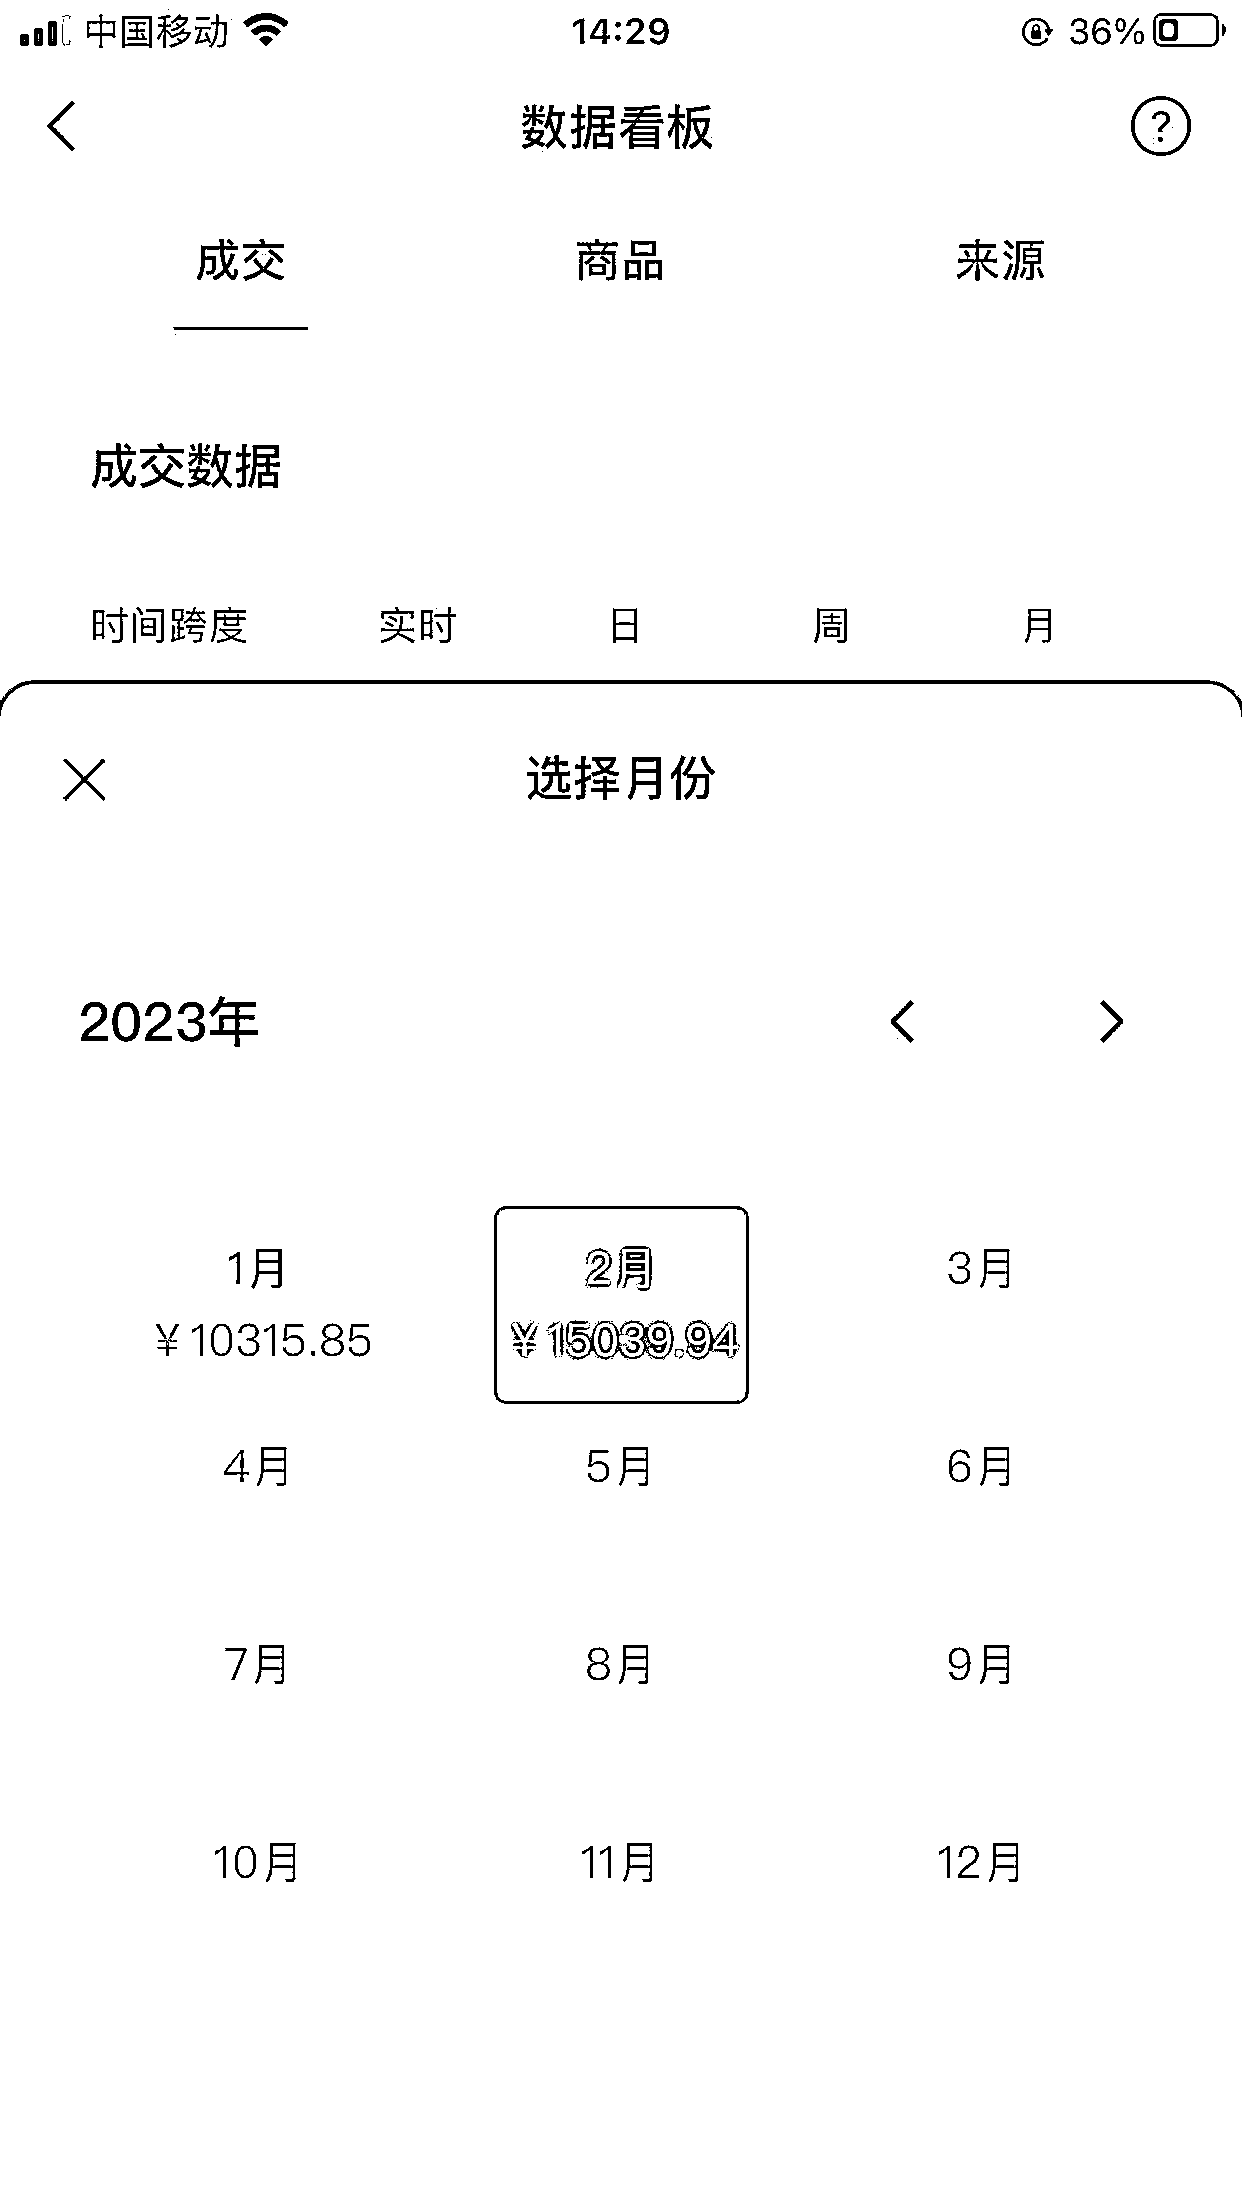 中国移动 14:29 36%
数据看板 ?
成交 商品 来源
成交数据
时间跨度 实时 日 周 月
选择月份
2023年
1月 2月 3月
¥10315.85 ¥15039.94
4月 5月 6月
7月 8月 9月
10月 11月 12月